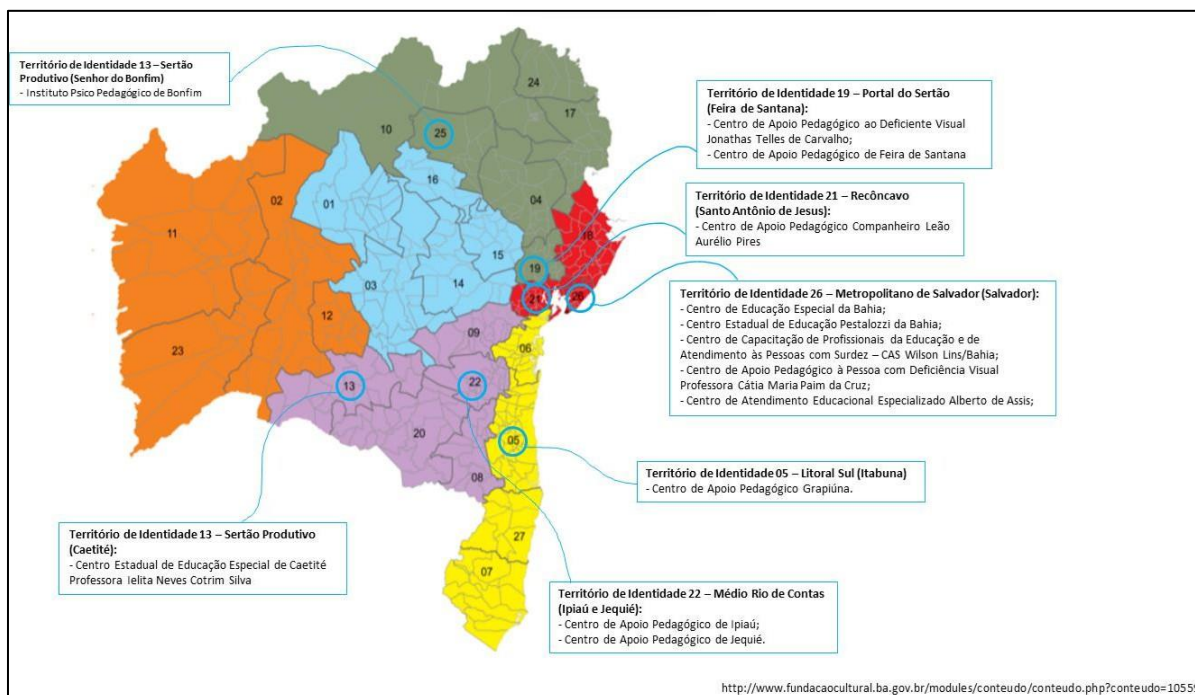 Território de Identidade 13 – Sertão
Produtivo (Senhor do Bonfim)
- Instituto Psico Pedagógico de Bonfim
Território de Identidade 19 – Portal do Sertão
(Feira de Santana):
- Centro de Apoio Pedagógico ao Deficiente Visual
Jonathas Telles de Carvalho;
- Centro de Apoio Pedagógico de Feira de Santana
Território de Identidade 21 – Recôncavo
(Santo Antônio de Jesus):
- Centro de Apoio Pedagógico Companheiro Leão
Aurélio Pires
Território de Identidade 26 – Metropolitano de Salvador (Salvador):
- Centro de Educação Especial da Bahia;
- Centro Estadual de Educação Pestalozzi da Bahia;
- Centro de Capacitação de Profissionais da Educação e de
Atendimento às Pessoas com Surdez – CAS Wilson Lins/Bahia;
- Centro de Apoio Pedagógico à Pessoa com Deficiência Visual
Professora Cátia Maria Paim da Cruz;
- Centro de Atendimento Educacional Especializado Alberto de Assis;
Território de Identidade 05 – Litoral Sul (Itabuna)
- Centro de Apoio Pedagógico Grapiúna.
Território de Identidade 13 – Sertão Produtivo
(Caetité):
- Centro Estadual de Educação Especial de Caetité
Professora Ielita Neves Cotrim Silva
Território de Identidade 22 – Médio Rio de Contas
(Ipiaú e Jequié):
- Centro de Apoio Pedagógico de Ipiaú;
- Centro de Apoio Pedagógico de Jequié.
24
17
10
25
16
02
01
04
11
18
15
19
03
14
21
26
12
09
23
06
13
22
20
05
08
27
07
http://www.fundacaocultural.ba.gov.br/modules/conteudo/conteudo.php?conteudo=1055